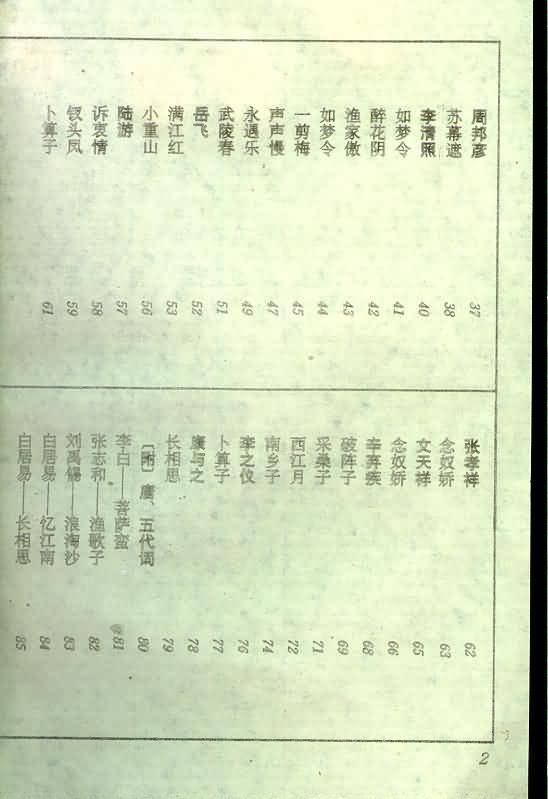 周邦彦 37
苏幕遮 38
李清照 40
如梦令 41
醉花阴 42
渔家傲 43
如梦令 44
一剪梅 45
声声慢 47
永遇乐 49
武陵春 51
岳飞 52
满江红 53
小重山 56
陆游 57
诉衷情 58
钗头凤 59
卜算子 61
张孝祥 62
念奴娇 63
文天祥 65
念奴娇 66
辛弃疾 68
破阵子 69
采桑子 71
西江月 72
南乡子 74
李之仪 76
卜算子 77
康与之 78
长相思 79
〔附〕唐、五代词 80
李白——菩萨蛮 81
张志和——渔歌子 82
刘禹锡——浪淘沙 83
白居易——忆江南 84
白居易——长相思 85
2